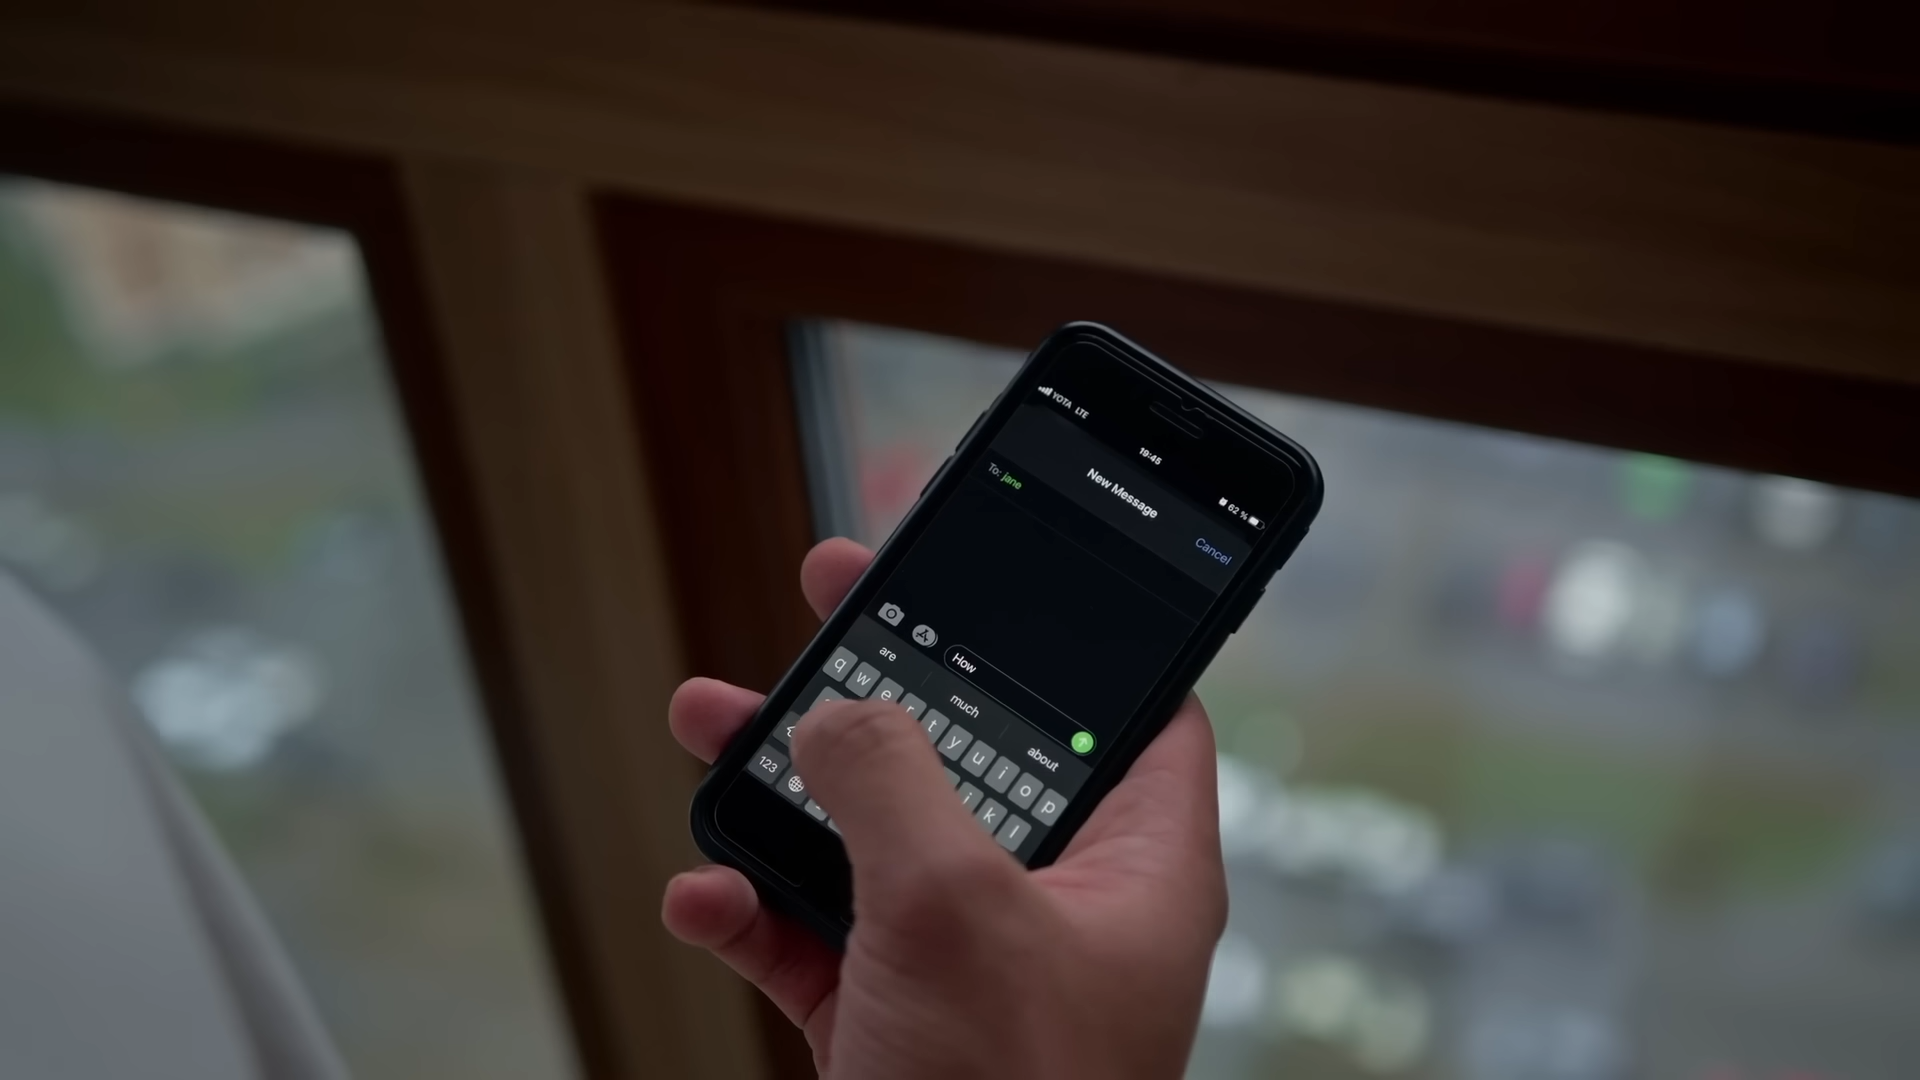 YOTA LTE
19:45
62 %
To: jane
New Message
Cancel
How
are
much
about
q w e r t y u i o p
j k l
123